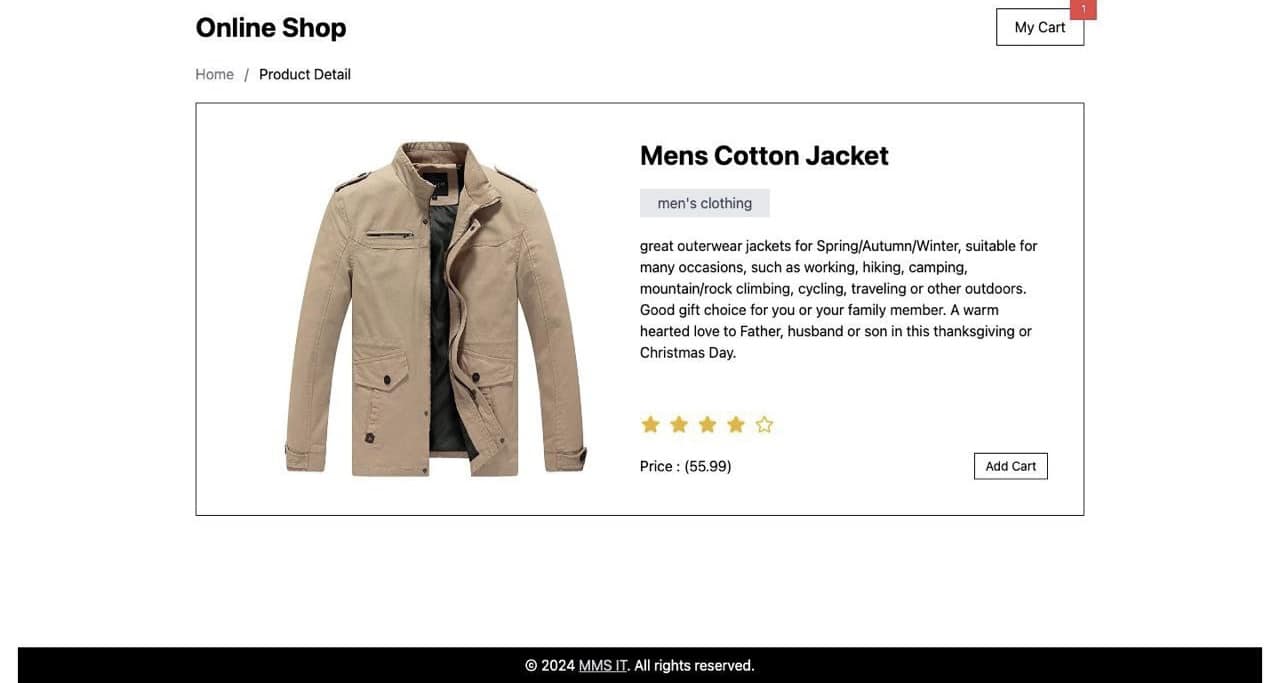 Online Shop
1
My Cart
Home / Product Detail
Mens Cotton Jacket
men's clothing
great outerwear jackets for Spring/Autumn/Winter, suitable for
many occasions, such as working, hiking, camping,
mountain/rock climbing, cycling, traveling or other outdoors.
Good gift choice for you or your family member. A warm
hearted love to Father, husband or son in this thanksgiving or
Christmas Day.
Price : (55.99)
Add Cart
© 2024 MMS IT. All rights reserved.